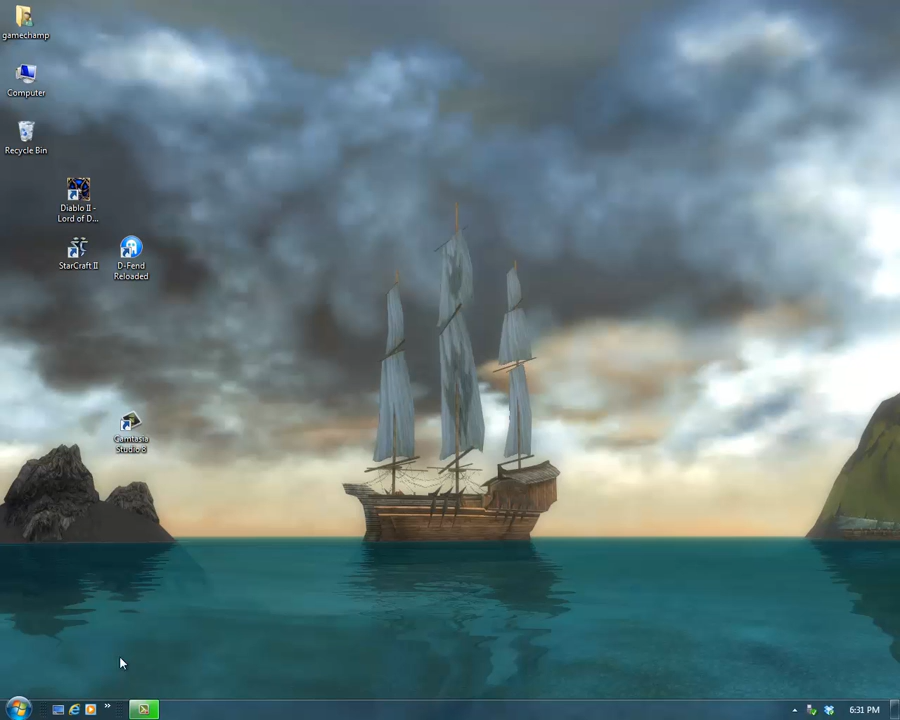 gamechamp
Computer
Recycle Bin
Diablo II -
Lord of D...
StarCraft II
D-Fend
Reloaded
Camtasia
Studio 8
6:31 PM